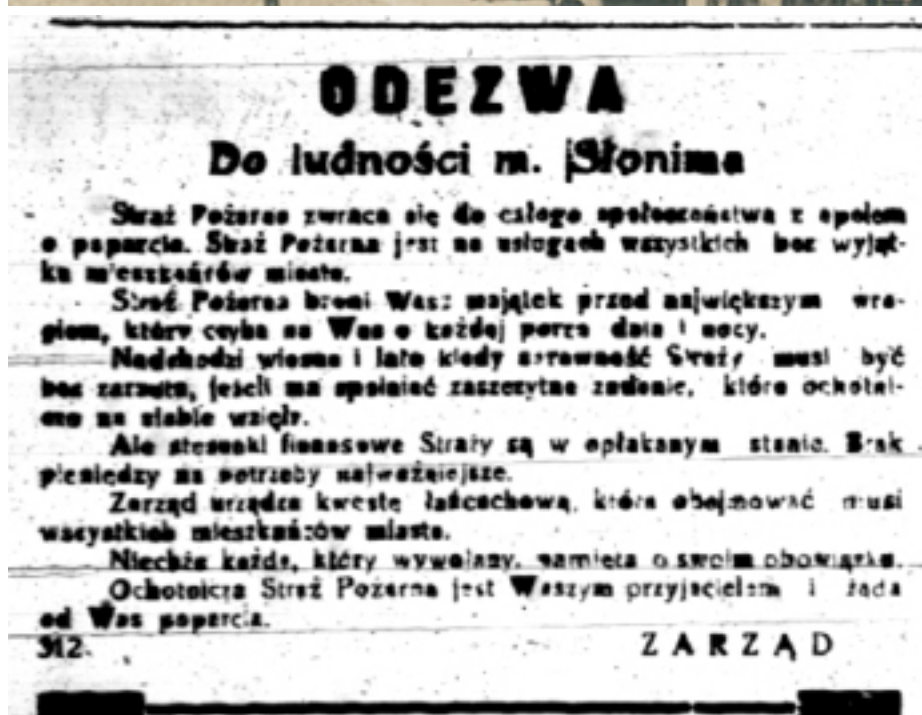 ODEZWA
Do ludności m. Słonima
Straż Pożarna zwraca się do całego społeczeństwa z apelem
o poparcie. Straż Pożarna jest na usługach wszystkich bez wyjąt-
ku mieszkańców miasta.
Straż Pożarna broni Wasz majątek przed największym wro-
giem, który czyha na Was o każdej porze dnia i nocy.
Nadchodzi wiosna i lato kiedy sprawność Straży musi być
bez zarzutu, jeśli ma spełniać zaszczytne zadanie, które ochotni-
czo na siebie wzięły.
Ale stosunki finansowe Straży są w opłakanym stanie. Brak
pieniędzy na potrzeby najważniejsze.
Zarząd urządza kwestę łańcuchową, która obejmować musi
wszystkich mieszkańców miasta.
Niechże każdy, który wywołany, pamięta o swoim obowiązku.
Ochotnicza Straż Pożarna jest Waszym przyjacielem i żąda
od Was poparcia.
312. ZARZĄD